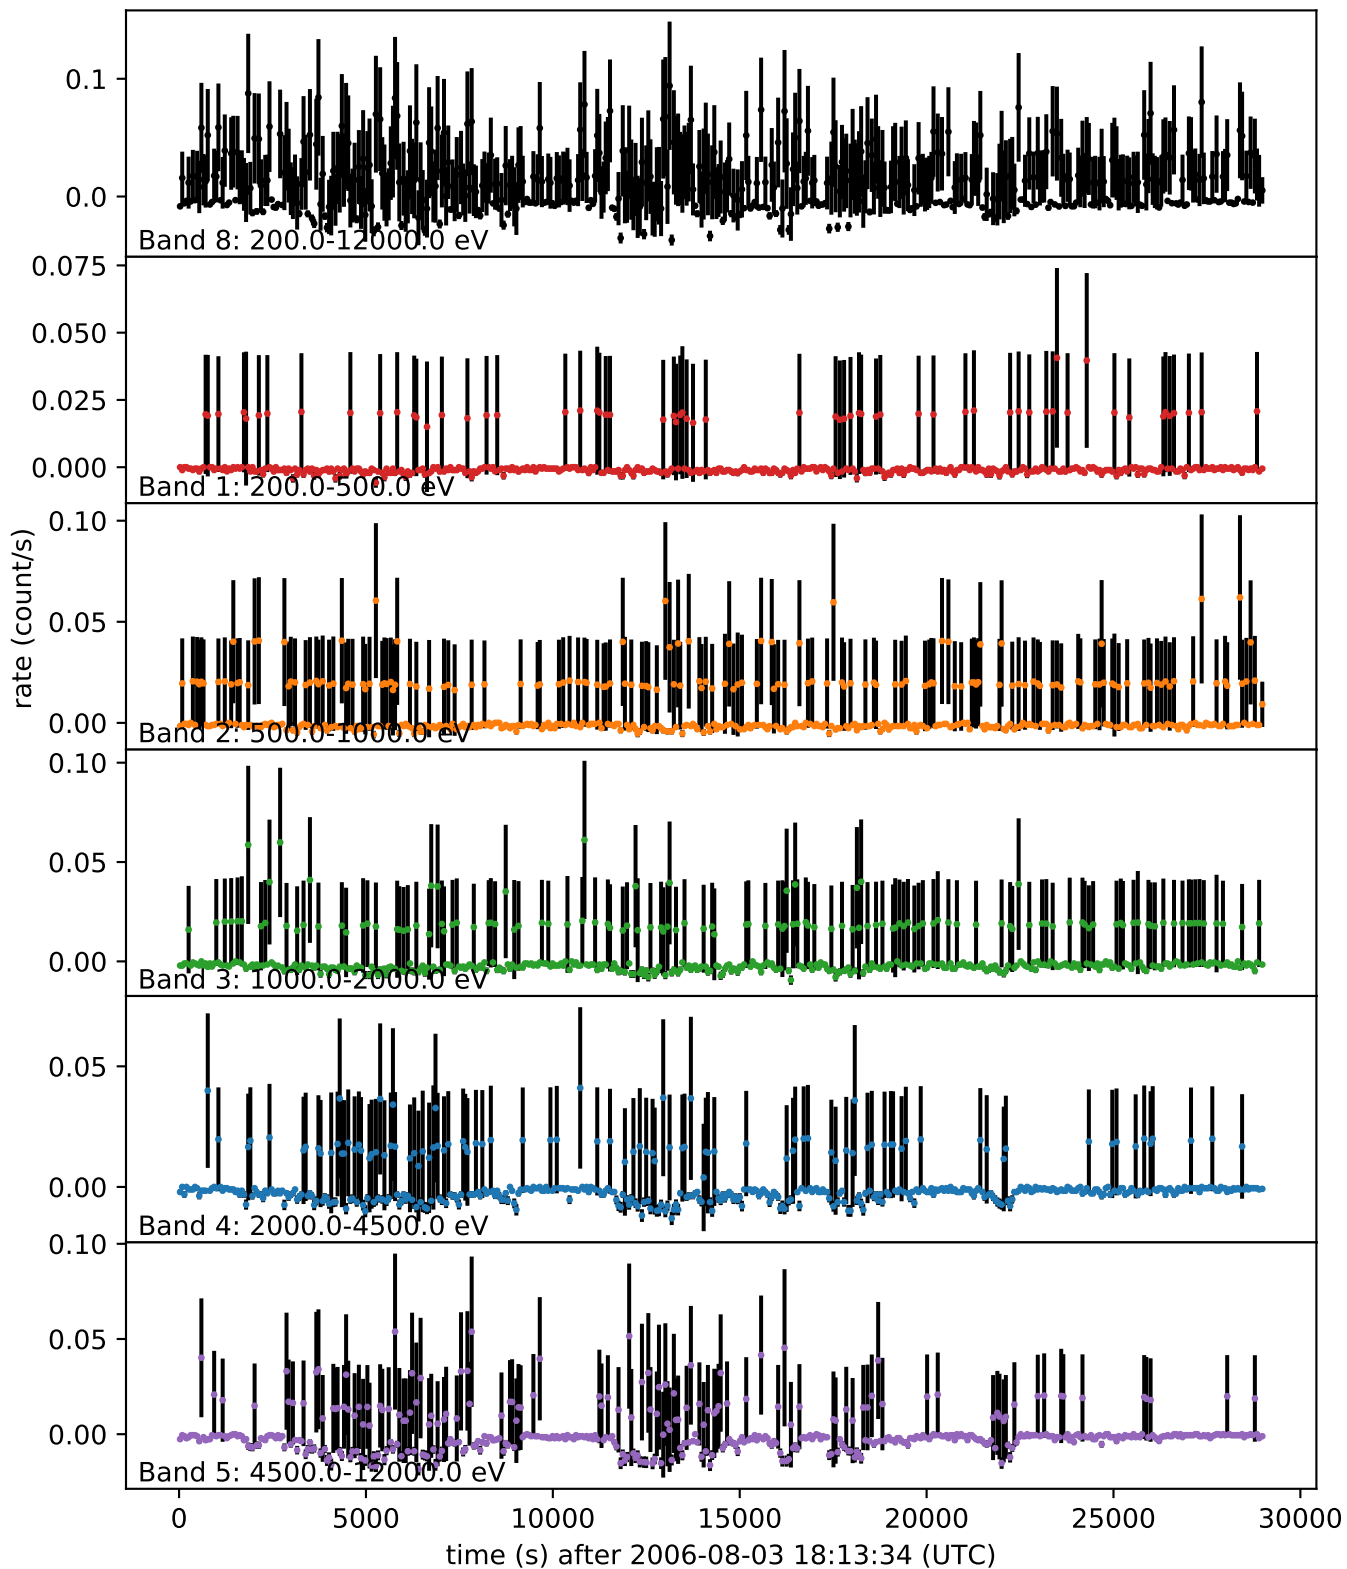 0.1
0.0
Band 8: 200.0-12000.0 eV
0.075
0.050
0.025
0.000
Band 1: 200.0-500.0 eV
0.10
0.05
0.00
Band 2: 500.0-1000.0 eV
rate (count/s)
0.10
0.05
0.00
Band 3: 1000.0-2000.0 eV
0.05
0.00
Band 4: 2000.0-4500.0 eV
0.10
0.05
0.00
Band 5: 4500.0-12000.0 eV
0 5000 10000 15000 20000 25000 30000
time (s) after 2006-08-03 18:13:34 (UTC)